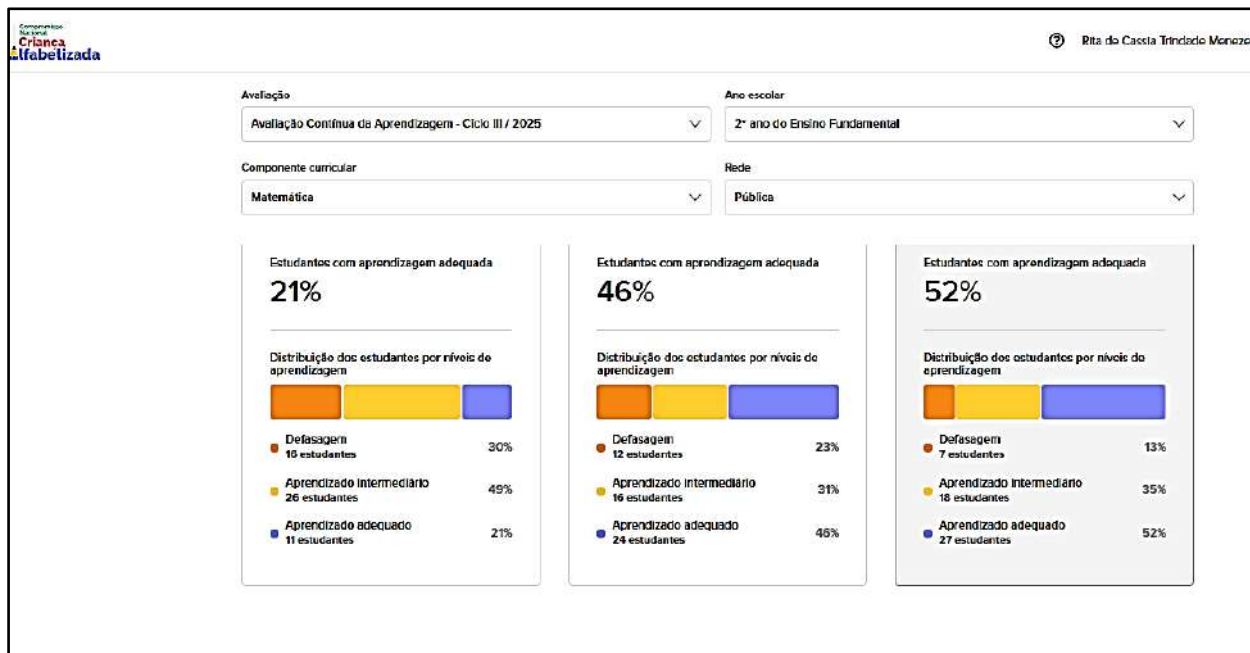 Compromisso
Nacional
Criança
Alfabetizada
Rita de Cassia Trindade Meneze
Avaliação
Ano escolar
Avaliação Contínua da Aprendizagem - Ciclo III / 2025
2º ano do Ensino Fundamental
Componente curricular
Rede
Matemática
Pública
Estudantes com aprendizagem adequada
21%
Distribuição dos estudantes por níveis de
aprendizagem
Defasagem
30%
16 estudantes
Aprendizado intermediário
49%
26 estudantes
Aprendizado adequado
21%
11 estudantes
Estudantes com aprendizagem adequada
46%
Distribuição dos estudantes por níveis de
aprendizagem
Defasagem
23%
12 estudantes
Aprendizado intermediário
31%
16 estudantes
Aprendizado adequado
46%
24 estudantes
Estudantes com aprendizagem adequada
52%
Distribuição dos estudantes por níveis de
aprendizagem
Defasagem
13%
7 estudantes
Aprendizado intermediário
35%
18 estudantes
Aprendizado adequado
52%
27 estudantes